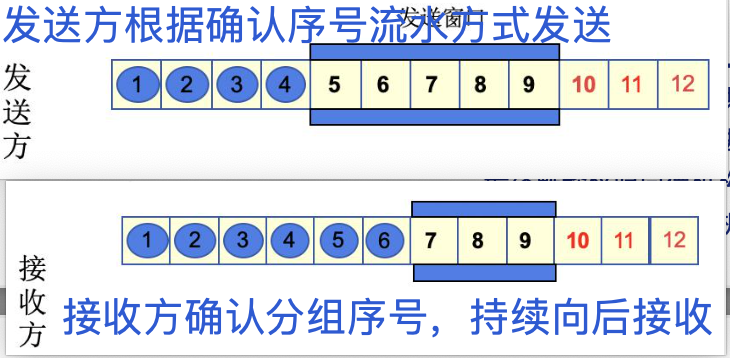 发送方根据确认序号流水方式发送
发送窗口
发送方
1 2 3 4 5 6 7 8 9 10 11 12
接收方
1 2 3 4 5 6 7 8 9 10 11 12
接收方确认分组序号，持续向后接收